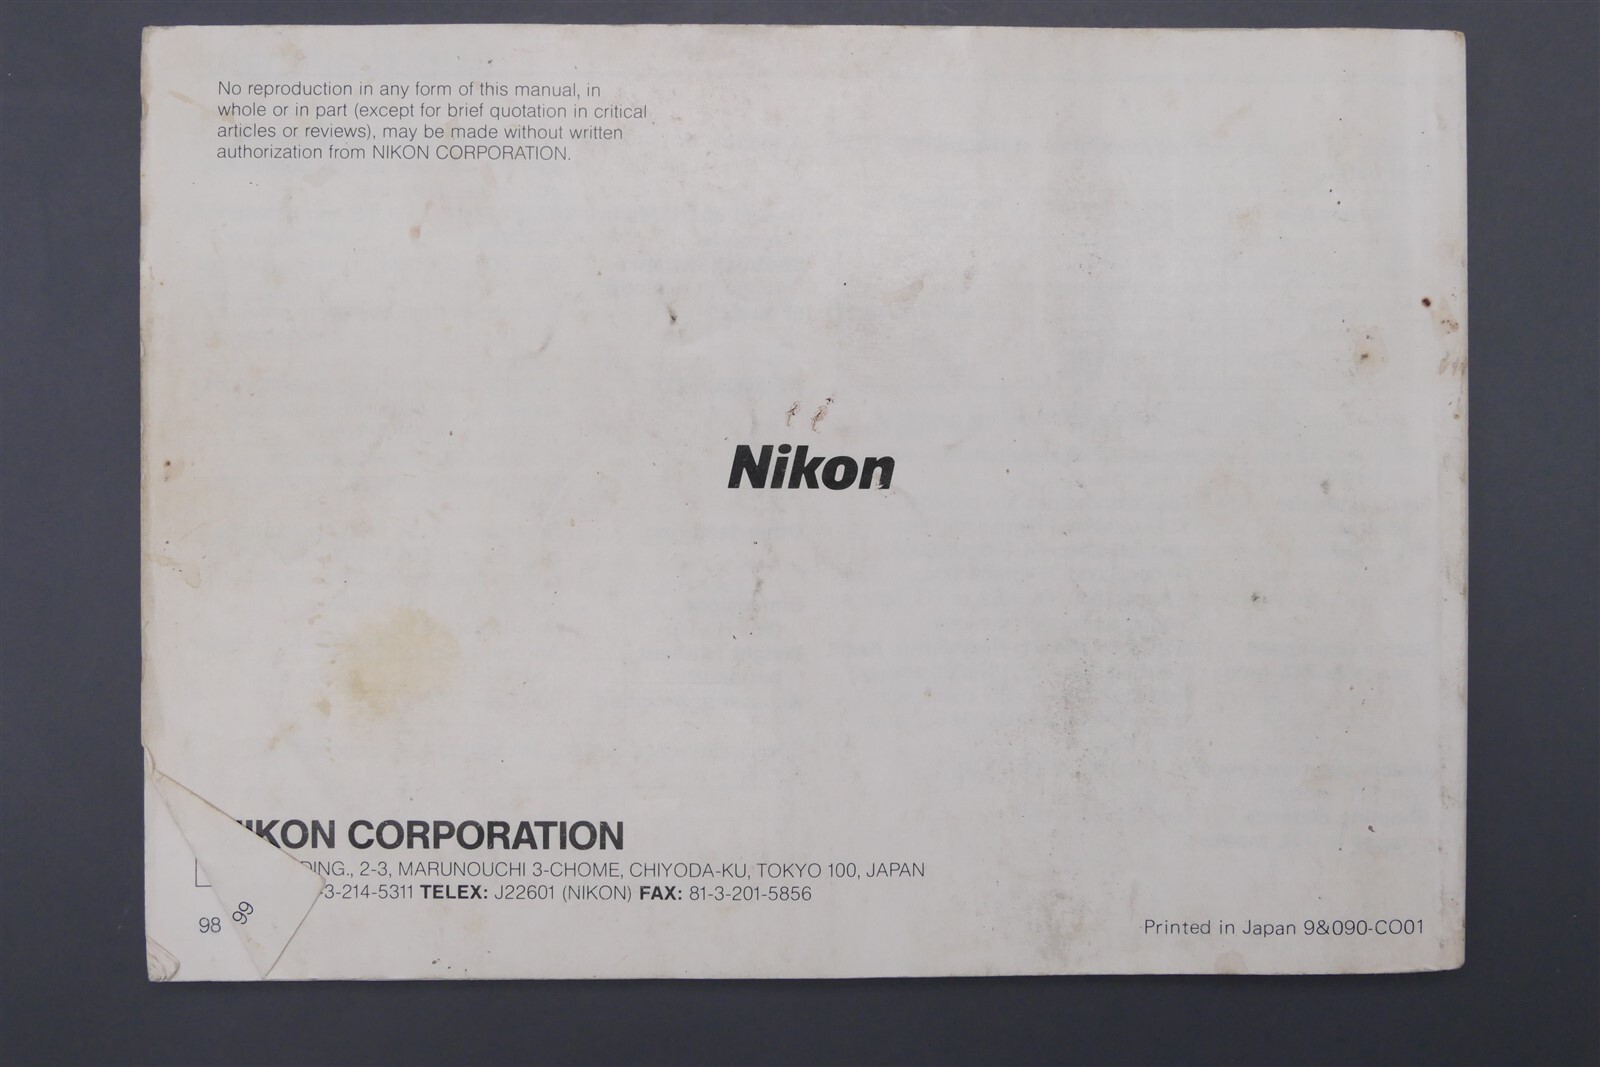 No reproduction in any form of this manual, in
whole or in part (except for brief quotation in critical
articles or reviews), may be made without written
authorization from NIKON CORPORATION.
Nikon
IKON CORPORATION
DING., 2-3, MARUNOUCHI 3-CHOME, CHIYODA-KU, TOKYO 100, JAPAN
-3-214-5311 TELEX: J22601 (NIKON) FAX: 81-3-201-5856
98
99
Printed in Japan 9&090-CO01